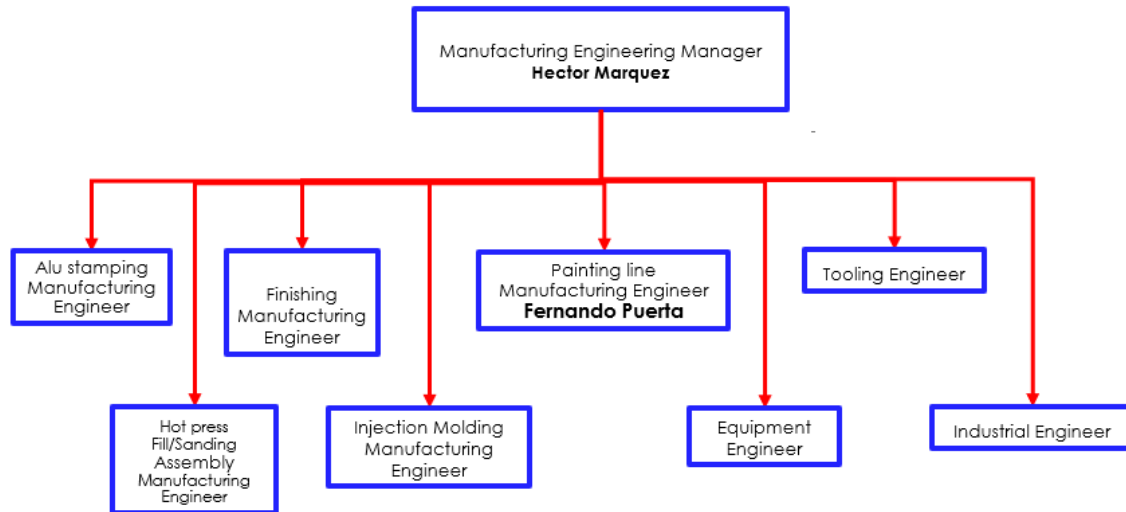 Manufacturing Engineering Manager
Hector Marquez
Alu stamping
Manufacturing
Engineer
Finishing
Manufacturing
Engineer
Painting line
Manufacturing Engineer
Fernando Puerta
Tooling Engineer
Hot press
Fill/Sanding
Assembly
Manufacturing
Engineer
Injection Molding
Manufacturing
Engineer
Equipment
Engineer
Industrial Engineer